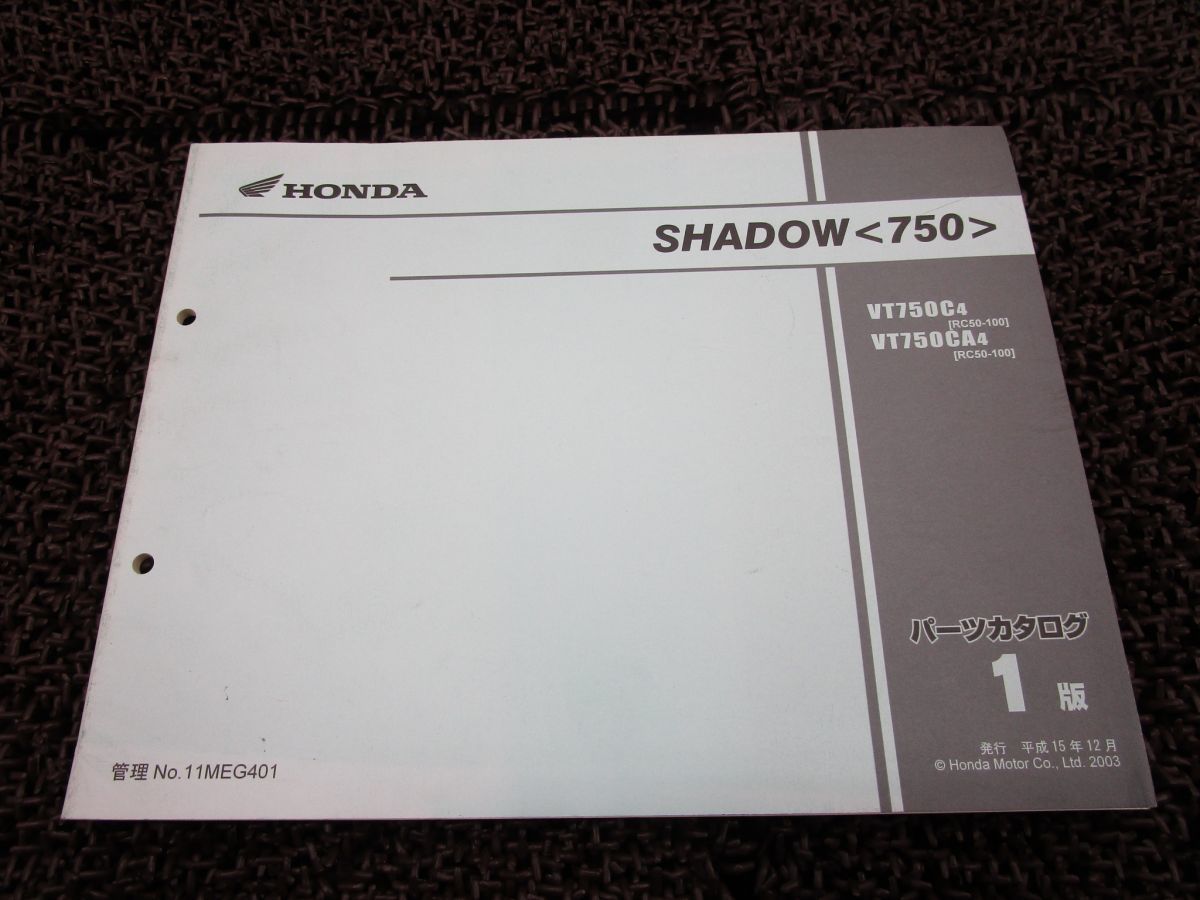 HONDA
SHADOW<750>
VT750C4
[RC50-100]
VT750CA4
[RC50-100]
パーツカタログ
1 版
発行 平成15年12月
© Honda Motor Co., Ltd. 2003
管理 No.11MEG401